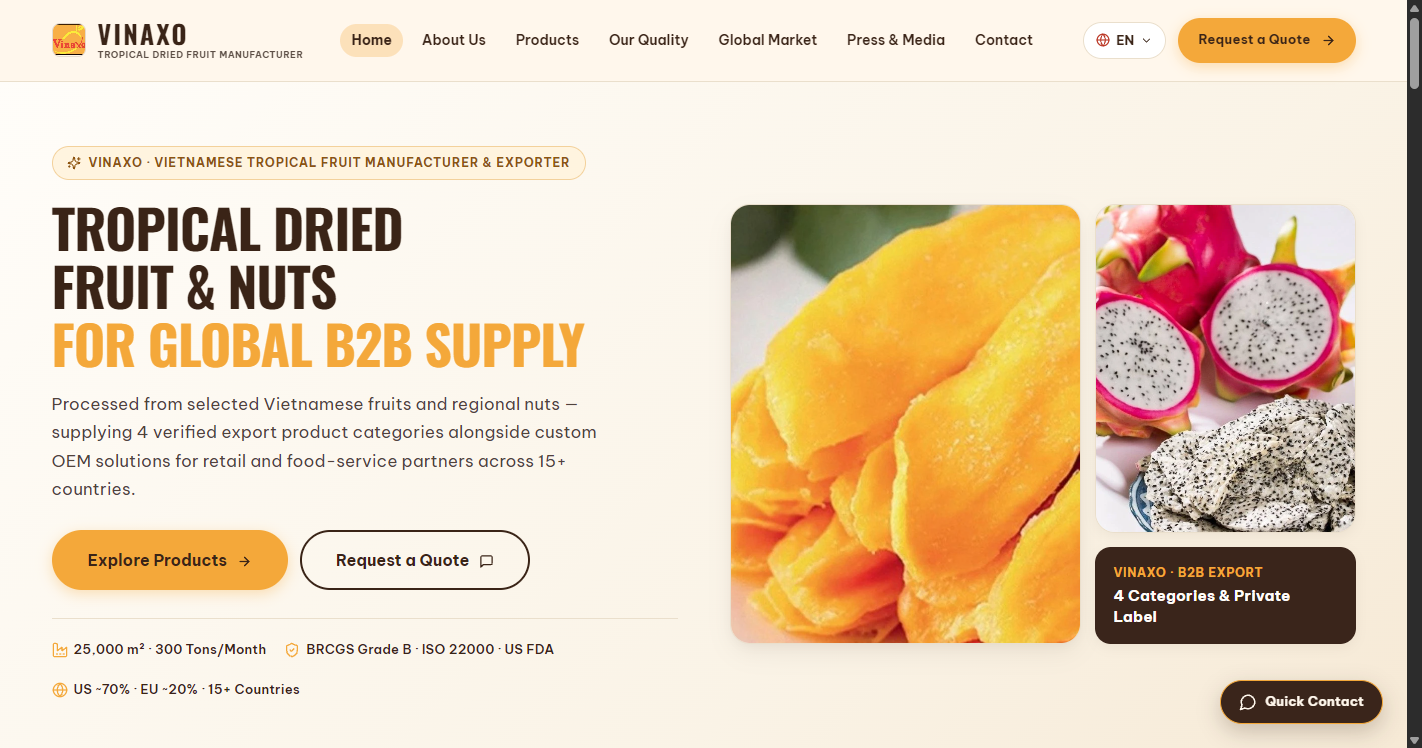 Vinaxo
VINAXO
TROPICAL DRIED FRUIT MANUFACTURER
Home
About Us
Products
Our Quality
Global Market
Press & Media
Contact
EN
Request a Quote
VINAXO · VIETNAMESE TROPICAL FRUIT MANUFACTURER & EXPORTER
TROPICAL DRIED
FRUIT & NUTS
FOR GLOBAL B2B SUPPLY
Processed from selected Vietnamese fruits and regional nuts —
supplying 4 verified export product categories alongside custom
OEM solutions for retail and food-service partners across 15+
countries.
Explore Products
Request a Quote
25,000 m² · 300 Tons/Month
BRCGS Grade B · ISO 22000 · US FDA
US ~70% · EU ~20% · 15+ Countries
VINAXO · B2B EXPORT
4 Categories & Private
Label
Quick Contact